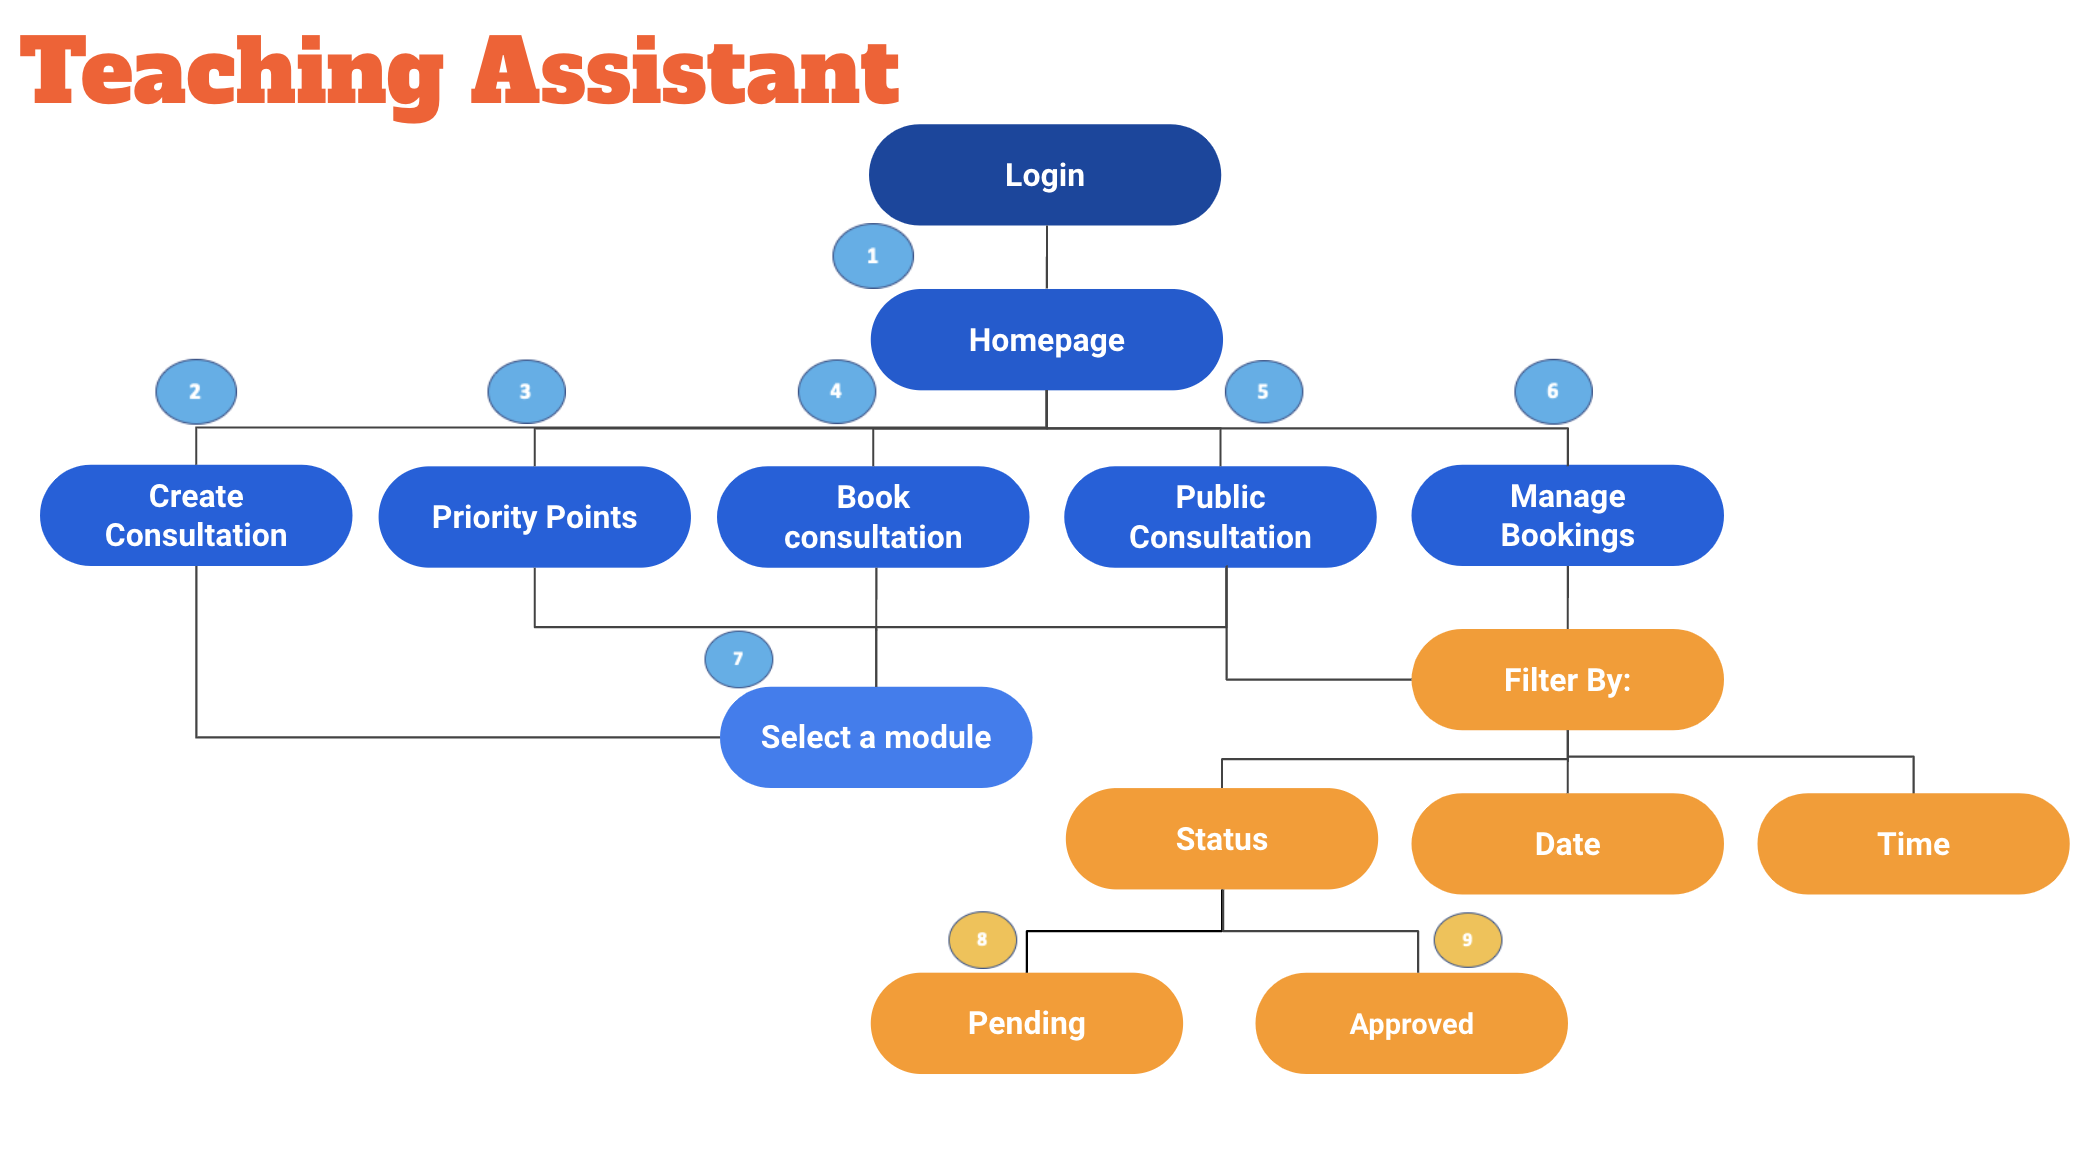 Teaching Assistant
Login
1
Homepage
2
3
4
5
6
Create
Consultation
Priority Points
Book
consultation
Public
Consultation
Manage
Bookings
7
Select a module
Filter By:
Status
Date
Time
8
9
Pending
Approved